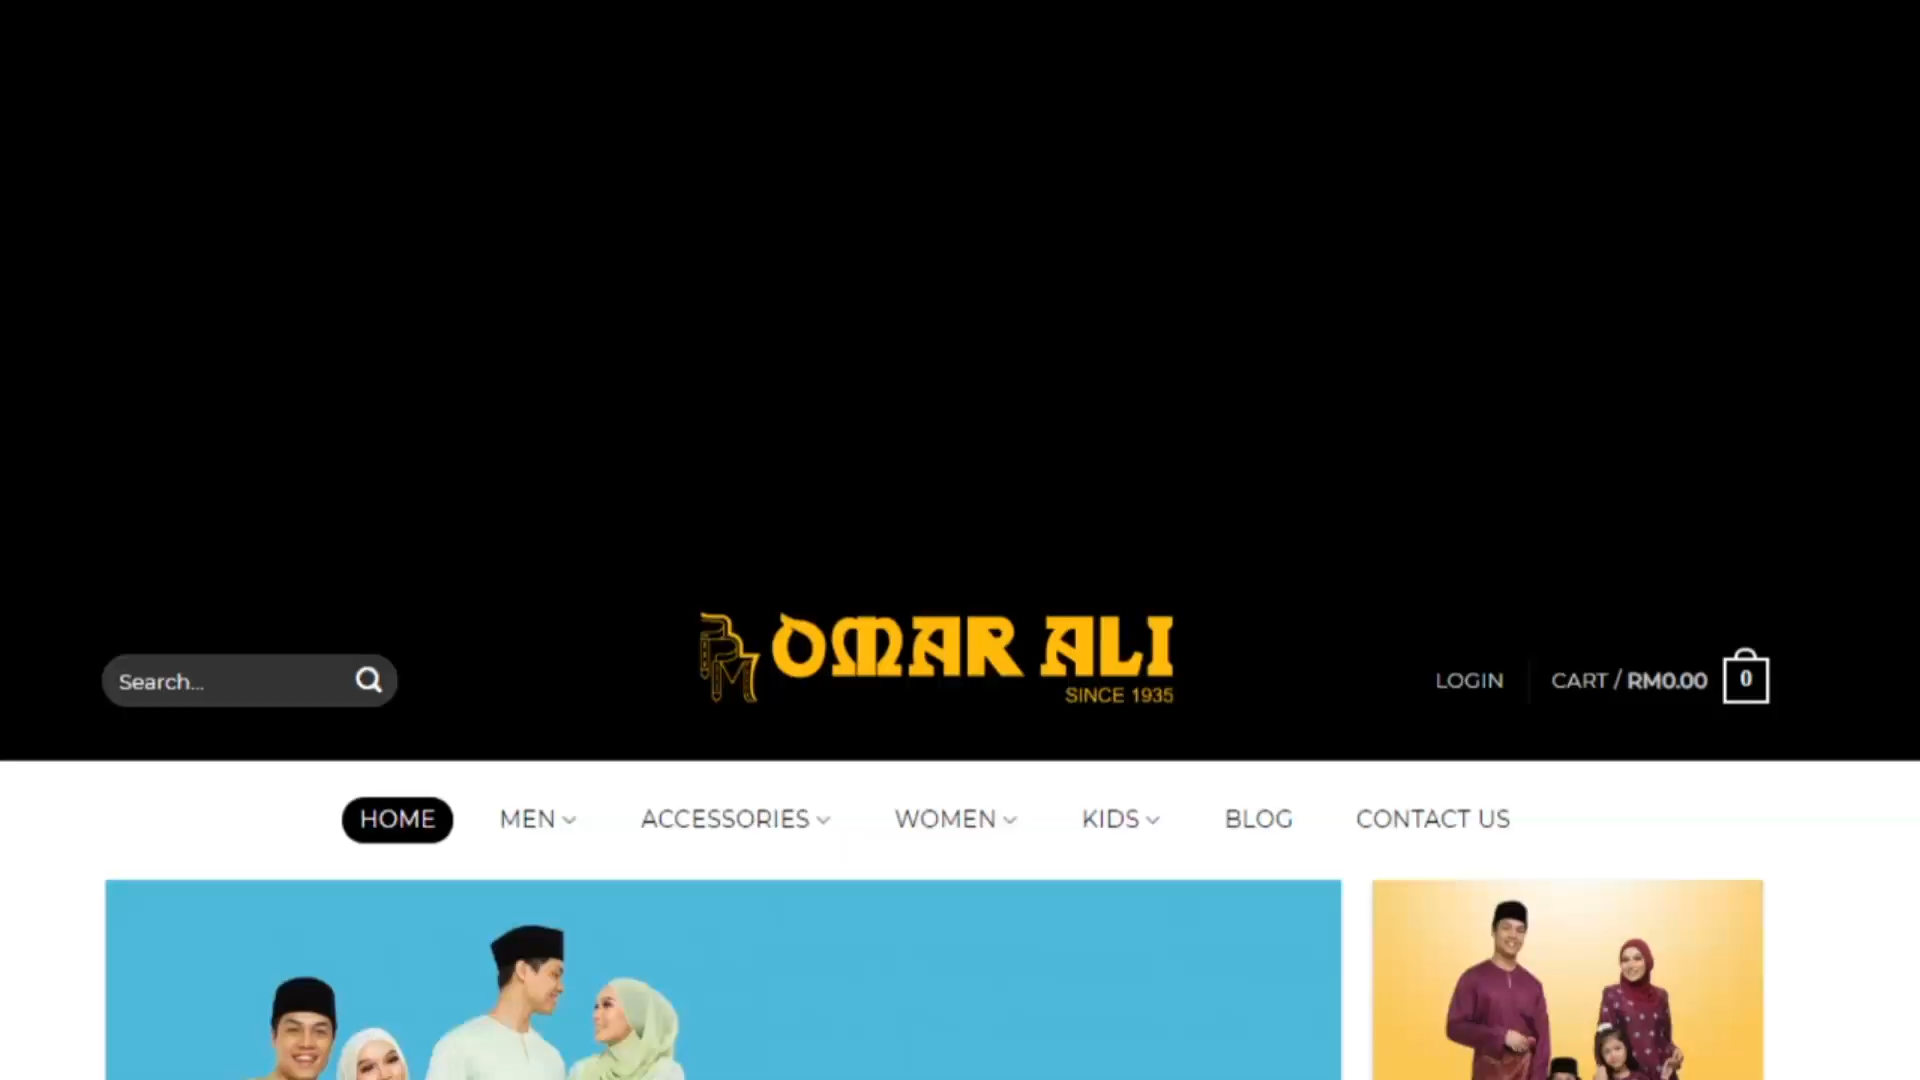 Search...
OMAR ALI
SINCE 1935
LOGIN
CART / RM0.00
0
HOME
MEN
ACCESSORIES
WOMEN
KIDS
BLOG
CONTACT US